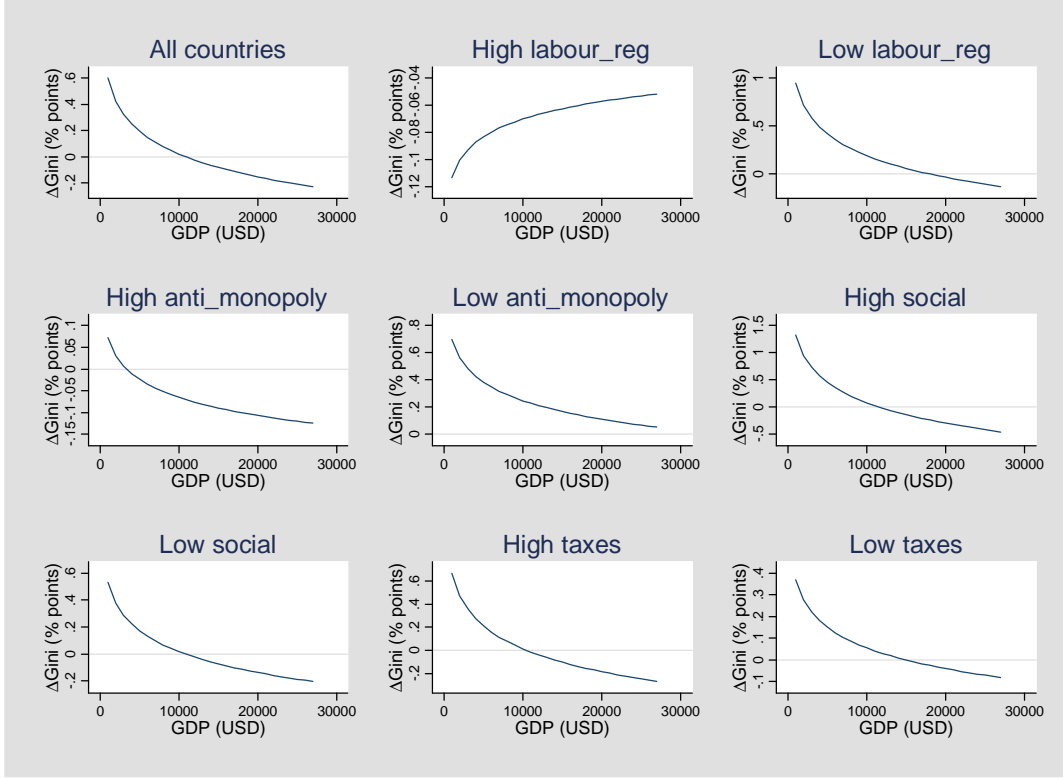 All countries
ΔGini (% points)
-.2 0 .2 .4 .6
0 10000 20000 30000
GDP (USD)
High labour_reg
ΔGini (% points)
-.12 -.1 -.08 -.06 -.04
0 10000 20000 30000
GDP (USD)
Low labour_reg
ΔGini (% points)
0 .5 1
0 10000 20000 30000
GDP (USD)
High anti_monopoly
ΔGini (% points)
-.15 -.1 -.05 0 .05 .1
0 10000 20000 30000
GDP (USD)
Low anti_monopoly
ΔGini (% points)
0 .2 .4 .6 .8
0 10000 20000 30000
GDP (USD)
High social
ΔGini (% points)
-.5 0 .5 1 1.5
0 10000 20000 30000
GDP (USD)
Low social
ΔGini (% points)
-.2 0 .2 .4 .6
0 10000 20000 30000
GDP (USD)
High taxes
ΔGini (% points)
-.2 0 .2 .4 .6
0 10000 20000 30000
GDP (USD)
Low taxes
ΔGini (% points)
-.1 0 .1 .2 .3 .4
0 10000 20000 30000
GDP (USD)